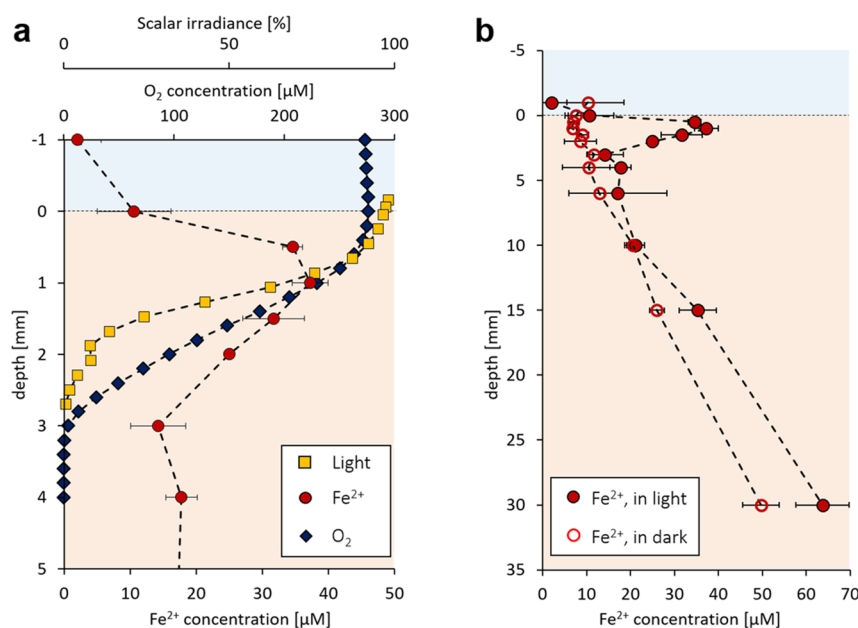 a
Scalar irradiance [%]
0 50 100
O2 concentration [µM]
0 100 200 300
-1
0
1
2
3
4
5
depth [mm]
Light
Fe2+
O2
0 10 20 30 40 50
Fe2+ concentration [µM]
b
-5
0
5
10
15
20
25
30
35
depth [mm]
Fe2+, in light
Fe2+, in dark
0 10 20 30 40 50 60 70
Fe2+ concentration [µM]